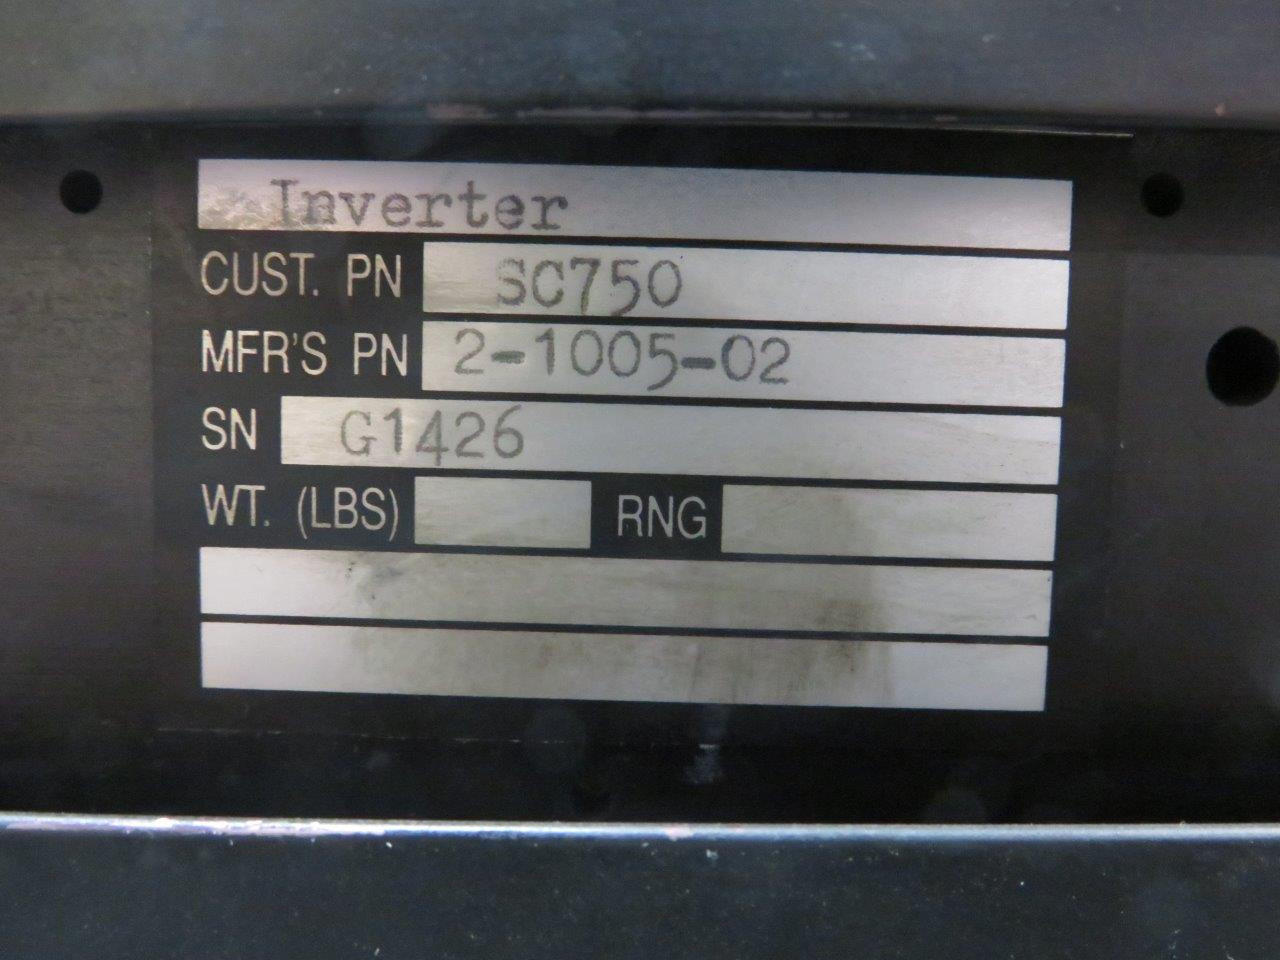 Inverter
CUST. PN SC750
MFR'S PN 2-1005-02
SN G1426
WT. (LBS) RNG